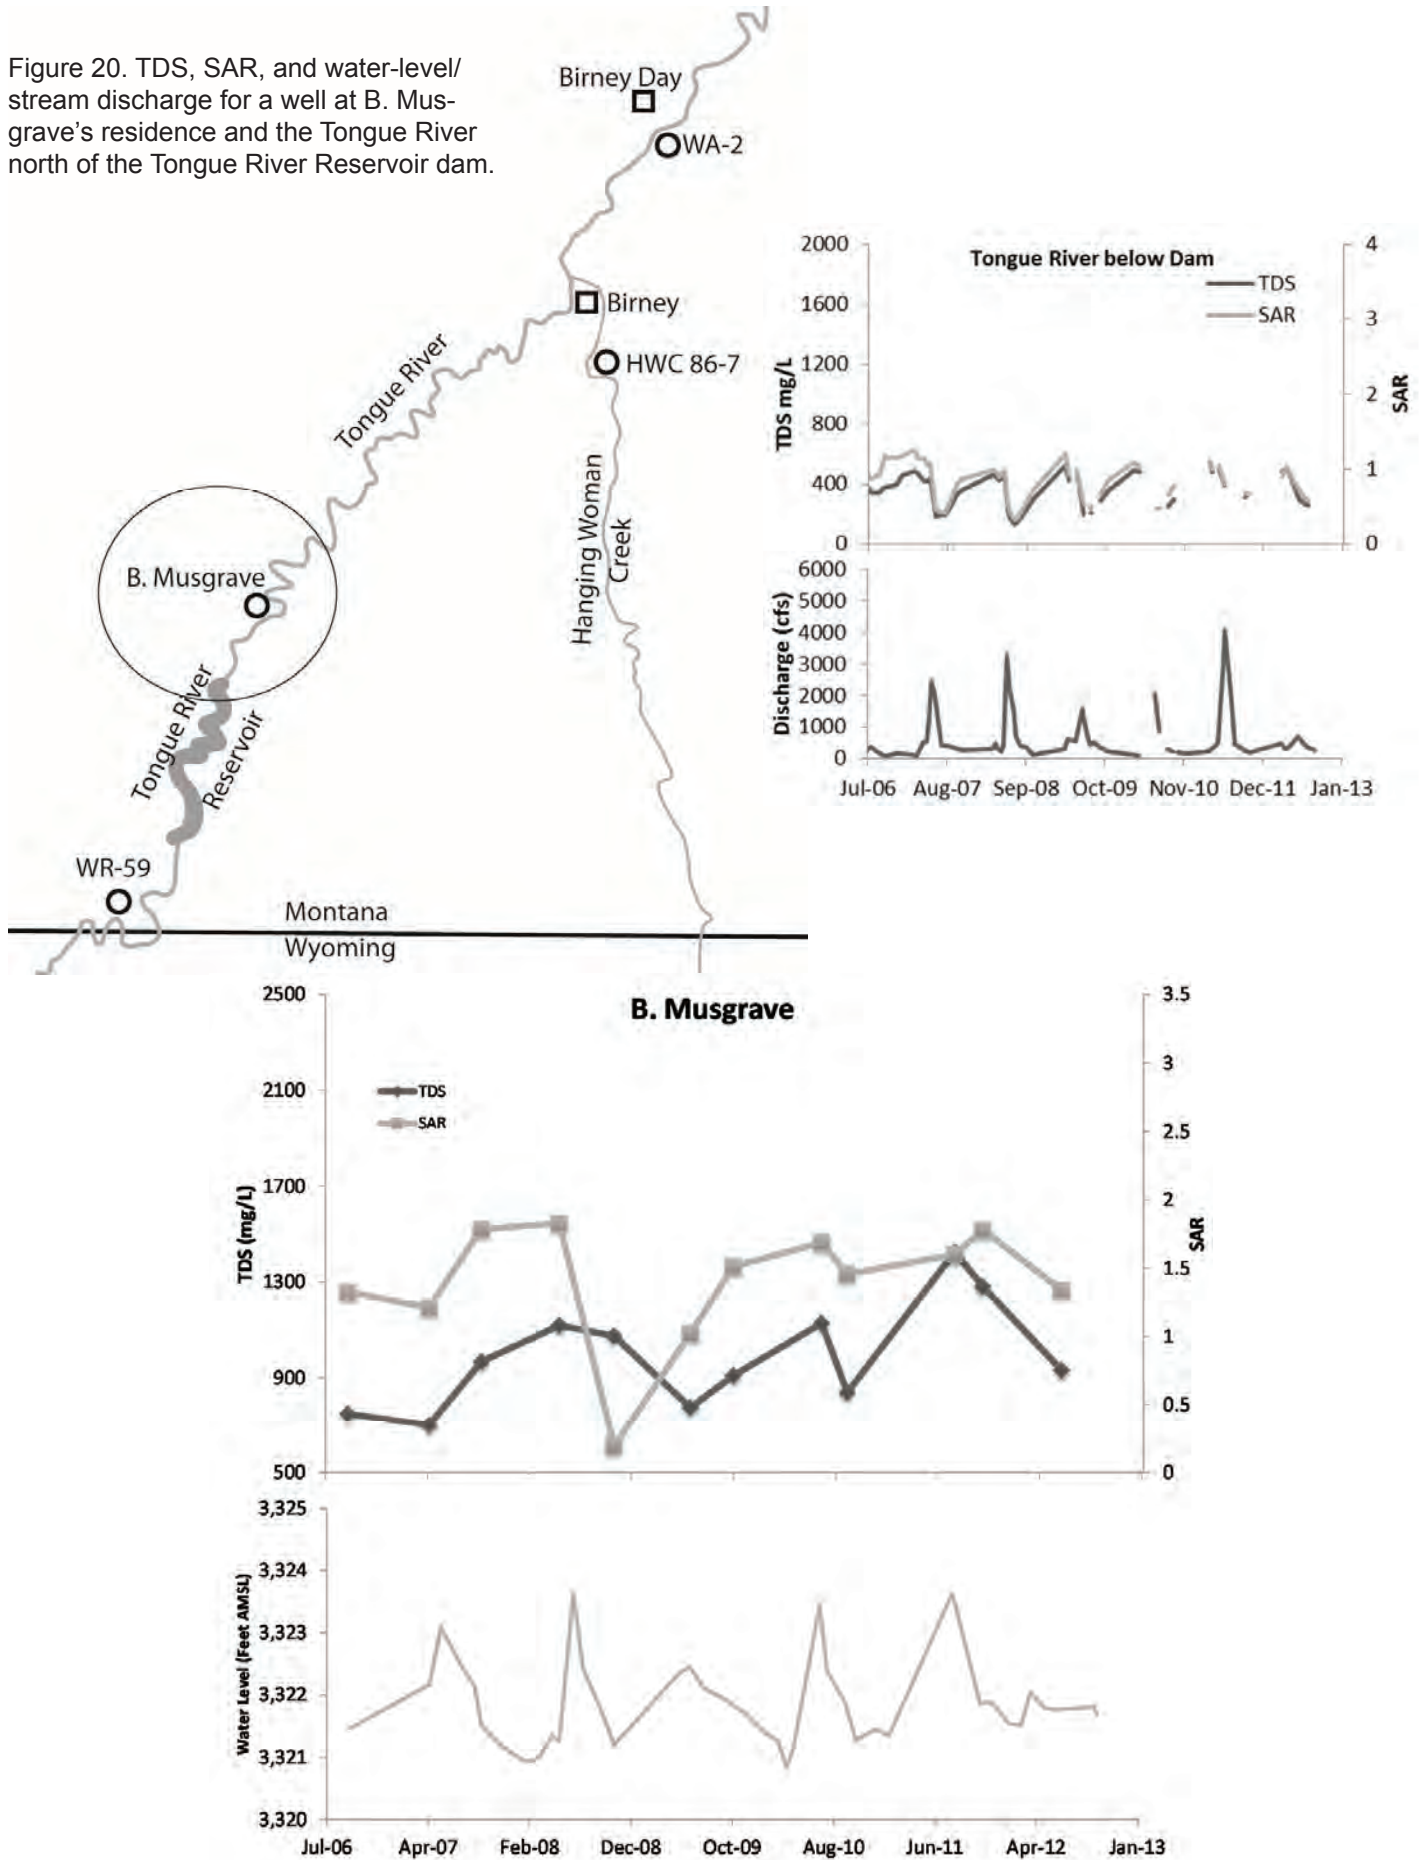 Figure 20. TDS, SAR, and water-level/
stream discharge for a well at B. Mus-
grave's residence and the Tongue River
north of the Tongue River Reservoir dam.
Birney Day
WA-2
Birney
HWC 86-7
Tongue River
Hanging Woman
Creek
B. Musgrave
Tongue River
Reservoir
WR-59
Montana
Wyoming
Tongue River below Dam
TDS
SAR
TDS mg/L
2000
1600
1200
800
400
0
SAR
4
3
2
1
0
Discharge (cfs)
6000
5000
4000
3000
2000
1000
0
Jul-06 Aug-07 Sep-08 Oct-09 Nov-10 Dec-11 Jan-13
B. Musgrave
TDS
SAR
TDS (mg/L)
2500
2100
1700
1300
900
500
SAR
3.5
3
2.5
2
1.5
1
0.5
0
Water Level (Feet AMSL)
3,325
3,324
3,323
3,322
3,321
3,320
Jul-06 Apr-07 Feb-08 Dec-08 Oct-09 Aug-10 Jun-11 Apr-12 Jan-13